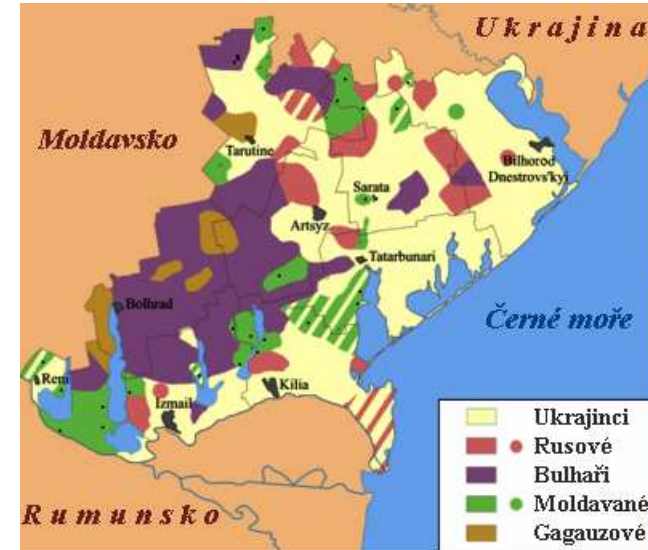 Ukrajina
Moldavsko
Tarutine
Bilhorod
Dnestrovs'kyi
Sarata
Artsyz
Tatarbunari
Bolhrad
Černé moře
Reni
Izmail
Kilia
Rumunsko
Ukrajinci
Rusové
Bulhaři
Moldavané
Gagauzové